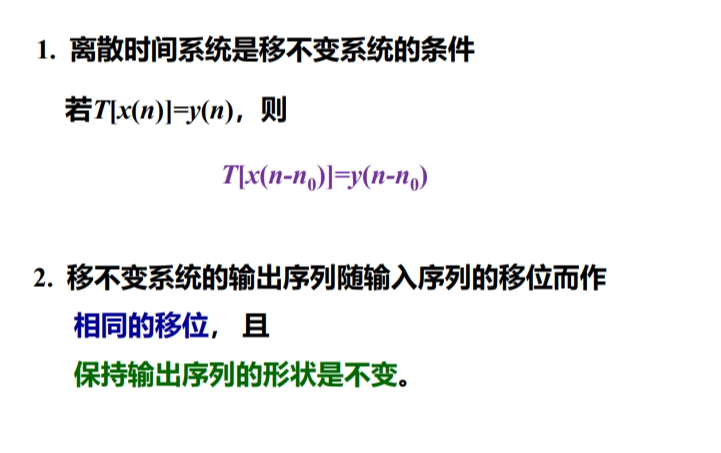 1. 离散时间系统是移不变系统的条件
若T[x(n)]=y(n)，则
T[x(n-n₀)]=y(n-n₀)
2. 移不变系统的输出序列随输入序列的移位而作
相同的移位， 且
保持输出序列的形状是不变。